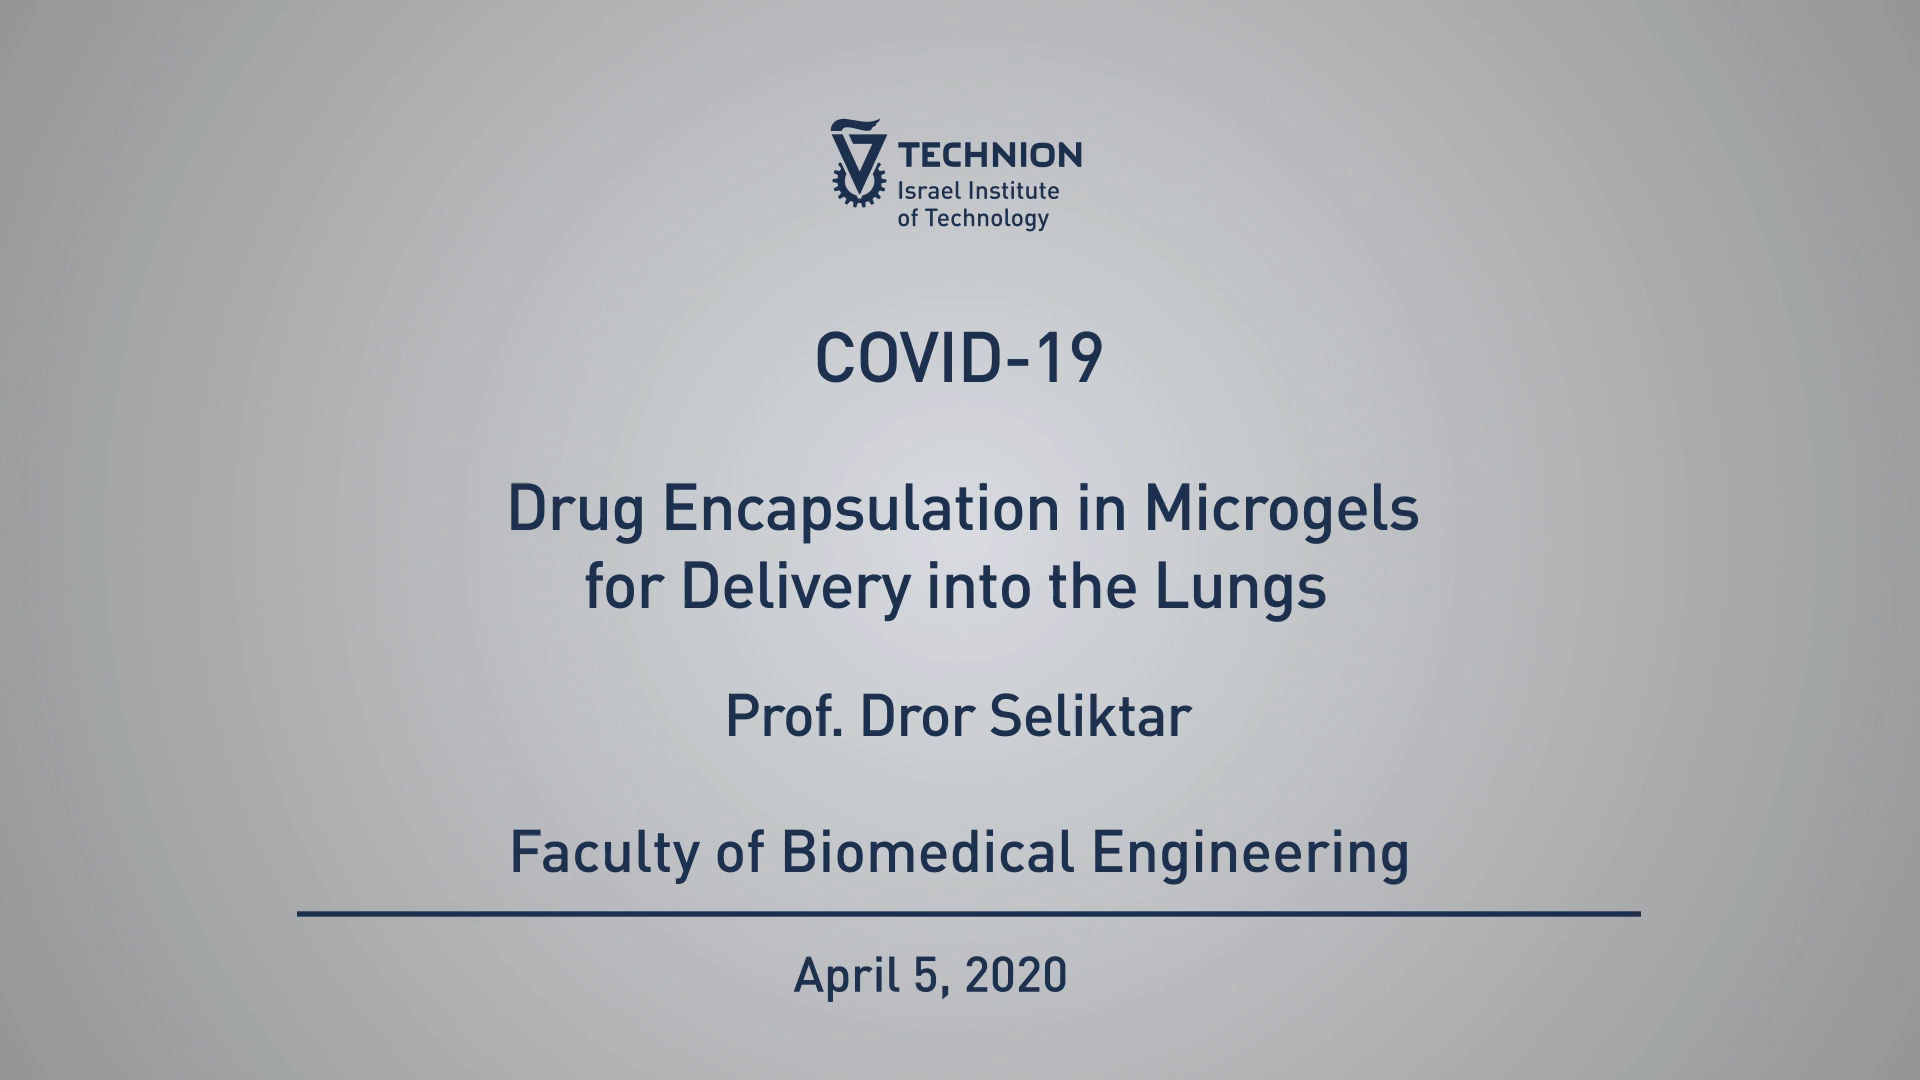 TECHNION
Israel Institute
of Technology
COVID-19
Drug Encapsulation in Microgels
for Delivery into the Lungs
Prof. Dror Seliktar
Faculty of Biomedical Engineering
April 5, 2020